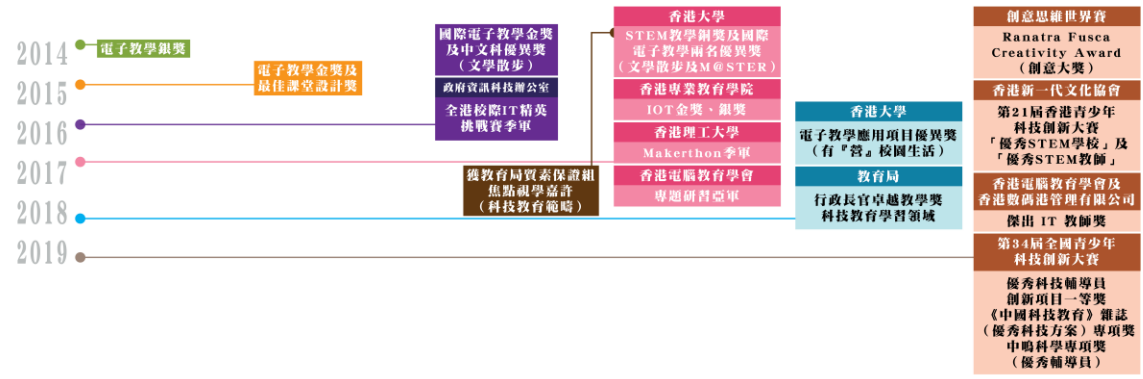 2014
2015
2016
2017
2018
2019
電子教學銀獎
電子教學金獎及
最佳課堂設計獎
國際電子教學金獎
及中文科優異獎
（文學散步）
政府資訊科技辦公室
全港校際IT精英
挑戰賽季軍
獲教育局質素保證組
焦點視學嘉許
（科技教育範疇）
香港大學
STEM教學銅獎及國際
電子教學兩名優異獎
（文學散步及M@STER）
香港專業教育學院
IOT金獎、銀獎
香港理工大學
Makerthon季軍
香港電腦教育學會
專題研習亞軍
香港大學
電子教學應用項目優異獎
（有『營』校園生活）
教育局
行政長官卓越教學獎
科技教育學習領域
創意思維世界賽
Ranatra Fusca
Creativity Award
（創意大獎）
香港新一代文化協會
第21屆香港青少年
科技創新大賽
「優秀STEM學校」及
「優秀STEM教師」
香港電腦教育學會及
香港數碼港管理有限公司
傑出 IT 教師獎
第34屆全國青少年
科技創新大賽
優秀科技輔導員
創新項目一等獎
《中國科技教育》雜誌
（優秀科技方案）專項獎
中鳴科學專項獎
（優秀輔導員）